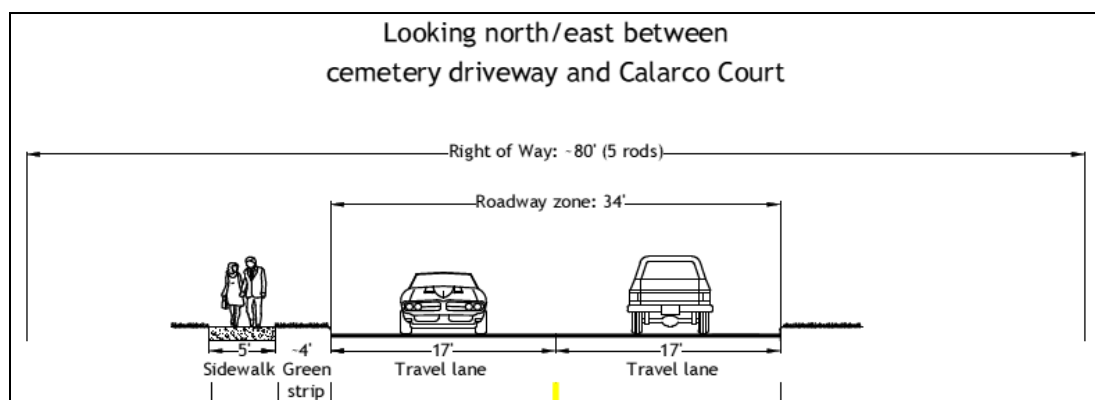 Looking north/east between
cemetery driveway and Calarco Court
Right of Way: ~80' (5 rods)
Roadway zone: 34'
5'
~4'
17'
17'
Sidewalk
Green
Travel lane
Travel lane
strip